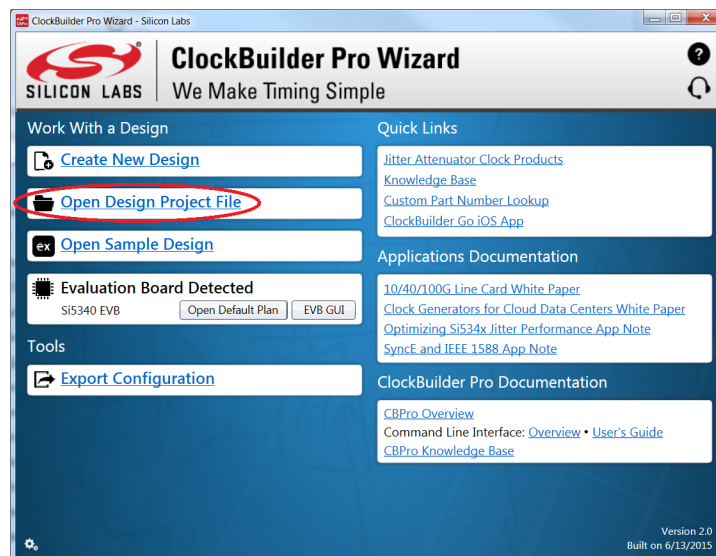 ClockBuilder Pro Wizard - Silicon Labs
SILICON LABS
ClockBuilder Pro Wizard
We Make Timing Simple
?
Work With a Design
Create New Design
Open Design Project File
ex Open Sample Design
Evaluation Board Detected
Si5340 EVB Open Default Plan EVB GUI
Tools
Export Configuration
Quick Links
Jitter Attenuator Clock Products
Knowledge Base
Custom Part Number Lookup
ClockBuilder Go iOS App
Applications Documentation
10/40/100G Line Card White Paper
Clock Generators for Cloud Data Centers White Paper
Optimizing Si534x Jitter Performance App Note
SyncE and IEEE 1588 App Note
ClockBuilder Pro Documentation
CBPro Overview
Command Line Interface: Overview • User's Guide
CBPro Knowledge Base
Version 2.0
Built on 6/13/2015